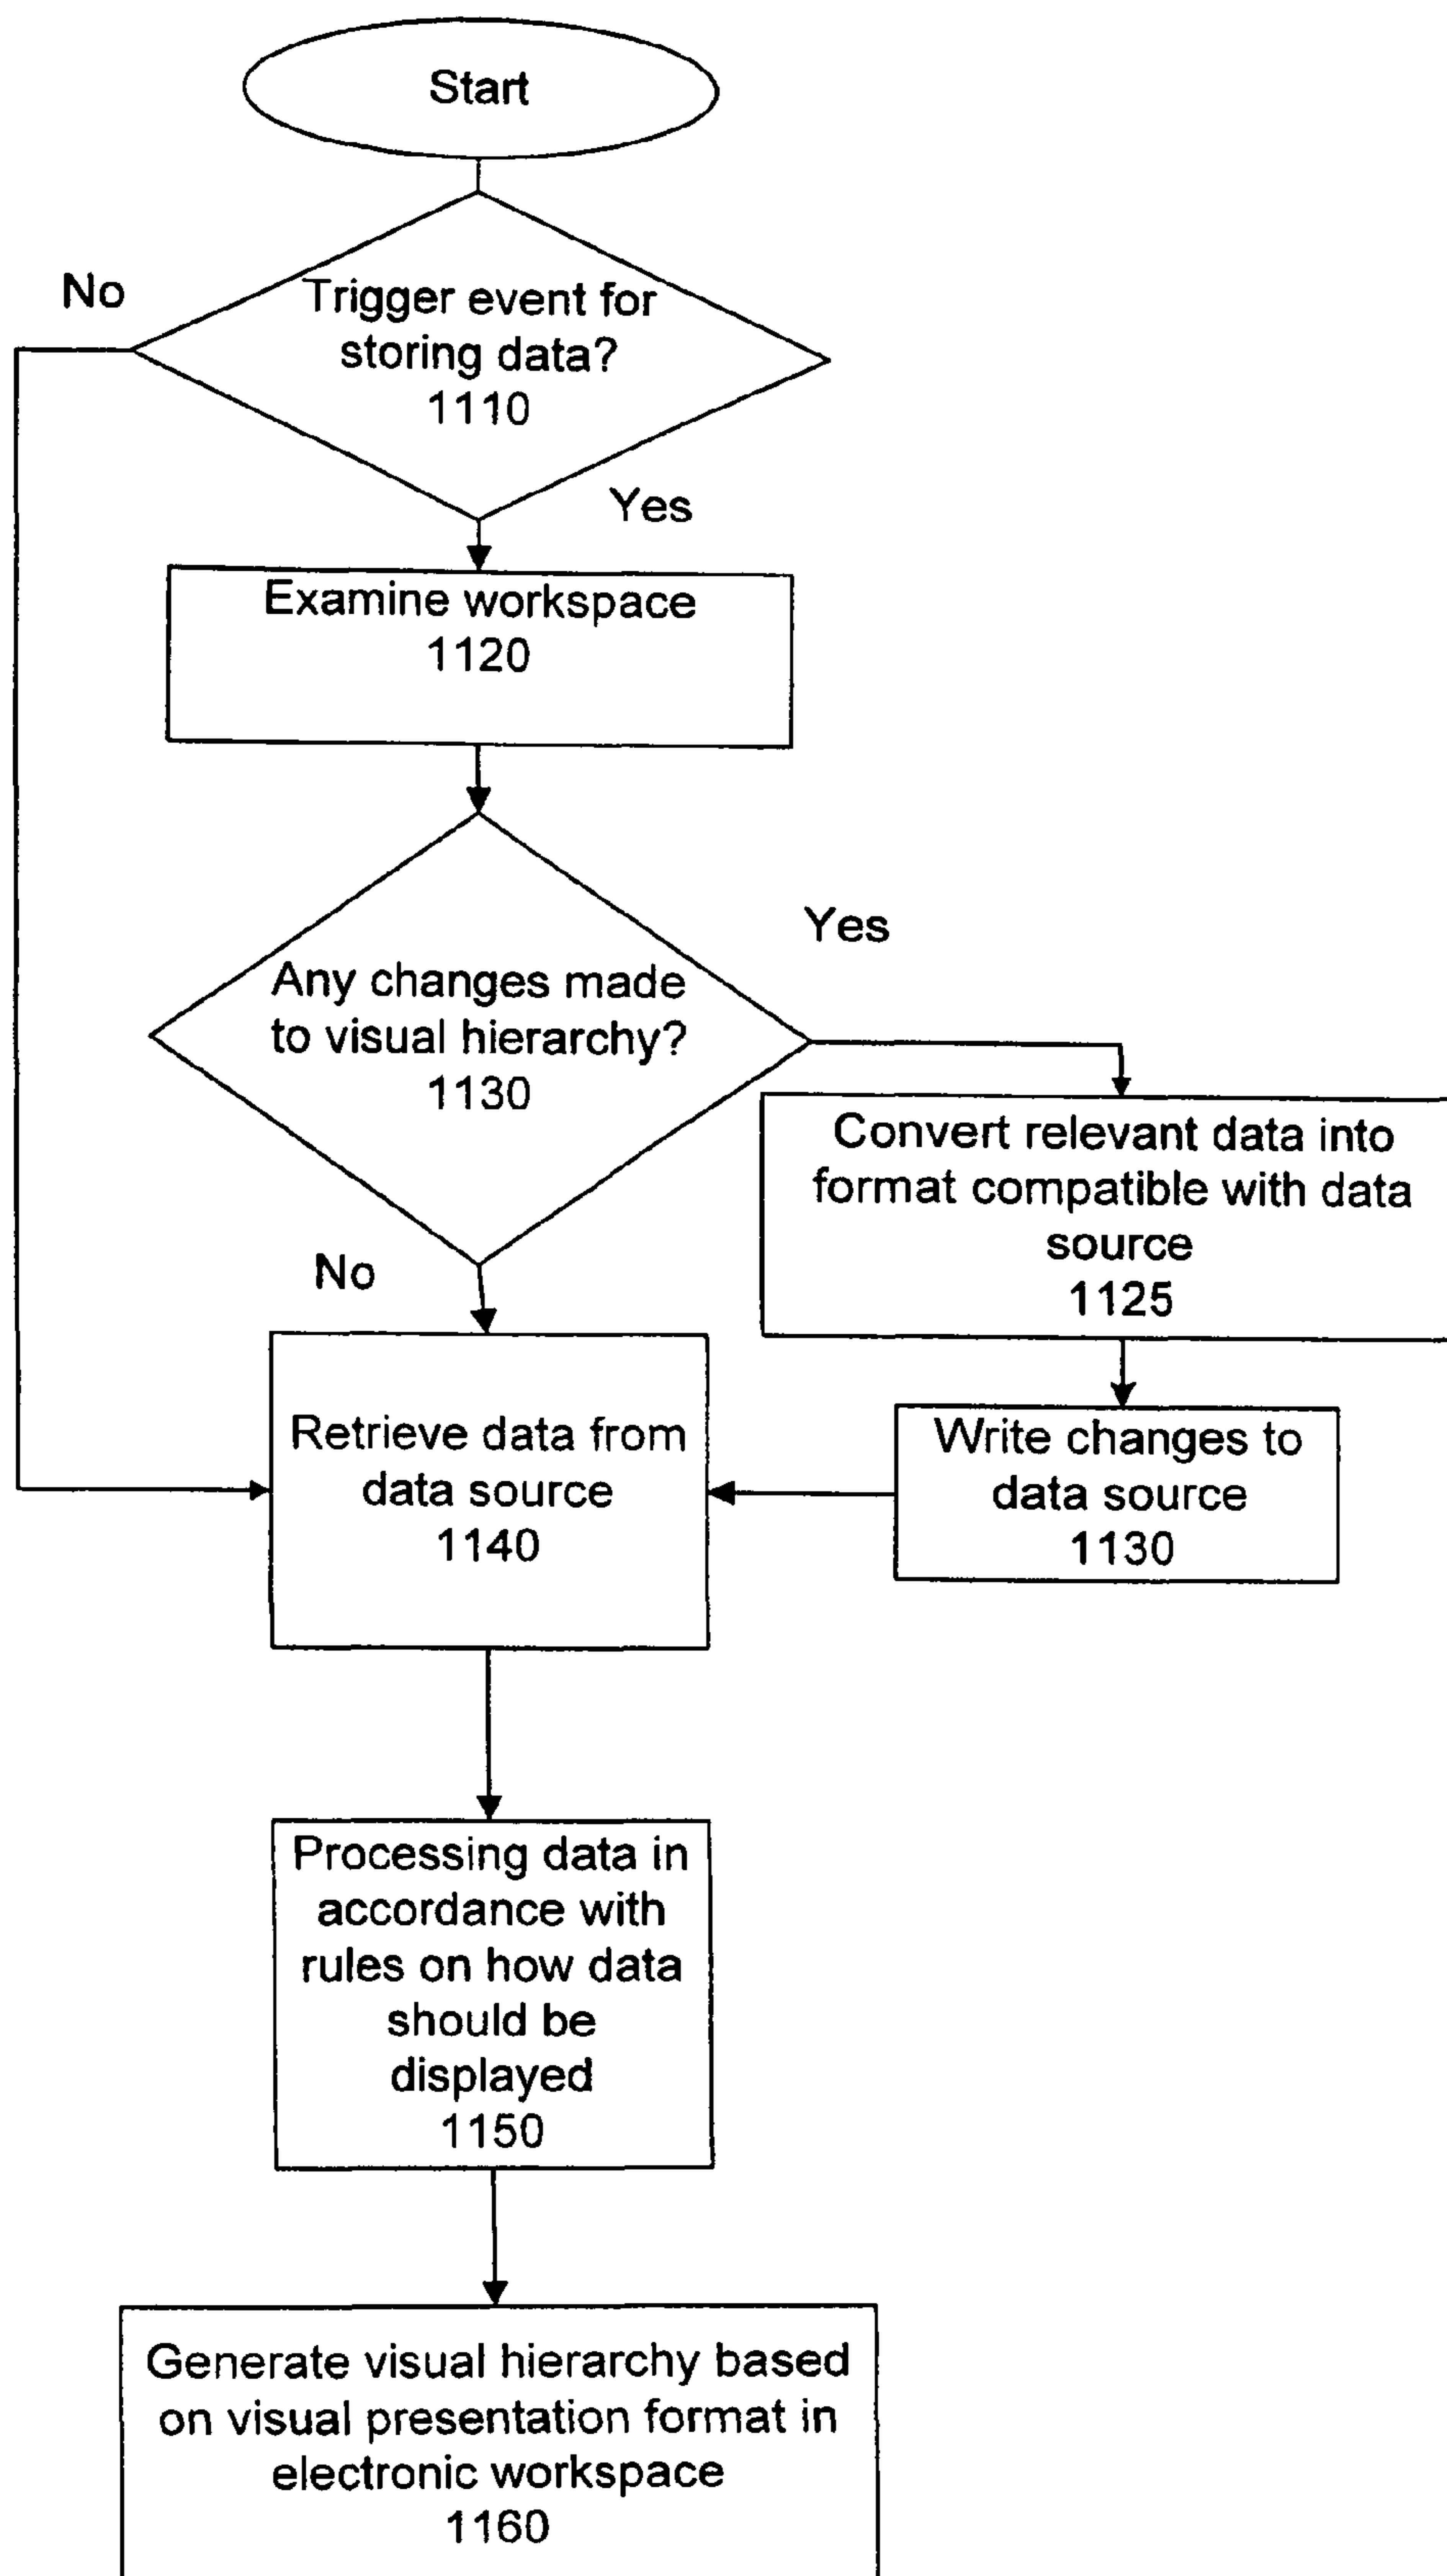 Start
No
Trigger event for
storing data?
1110
Yes
Examine workspace
1120
Yes
Any changes made
to visual hierarchy?
1130
Convert relevant data into
format compatible with data
source
1125
No
Retrieve data from
data source
1140
Write changes to
data source
1130
Processing data in
accordance with
rules on how data
should be
displayed
1150
Generate visual hierarchy based
on visual presentation format in
electronic workspace
1160